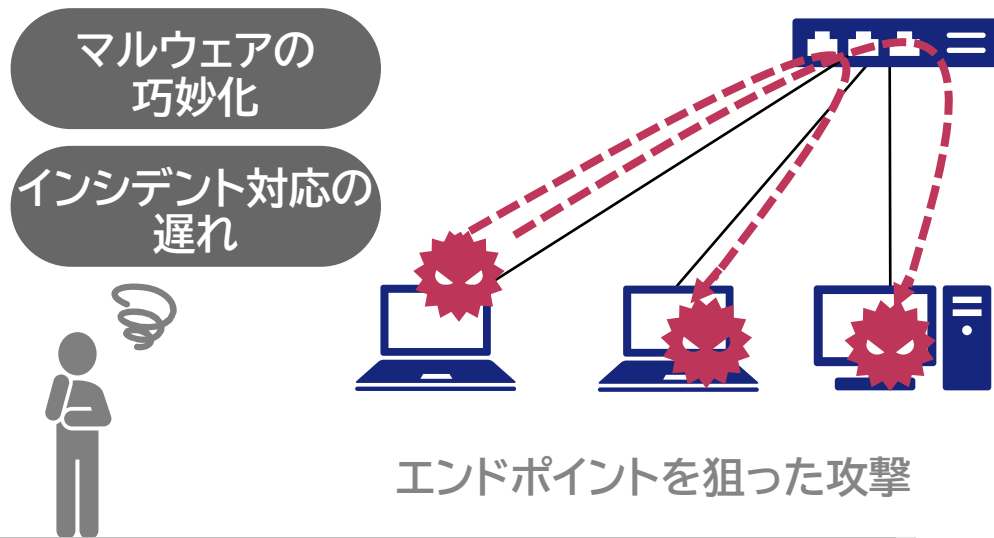 マルウェアの
巧妙化
インシデント対応の
遅れ
エンドポイントを狙った攻撃